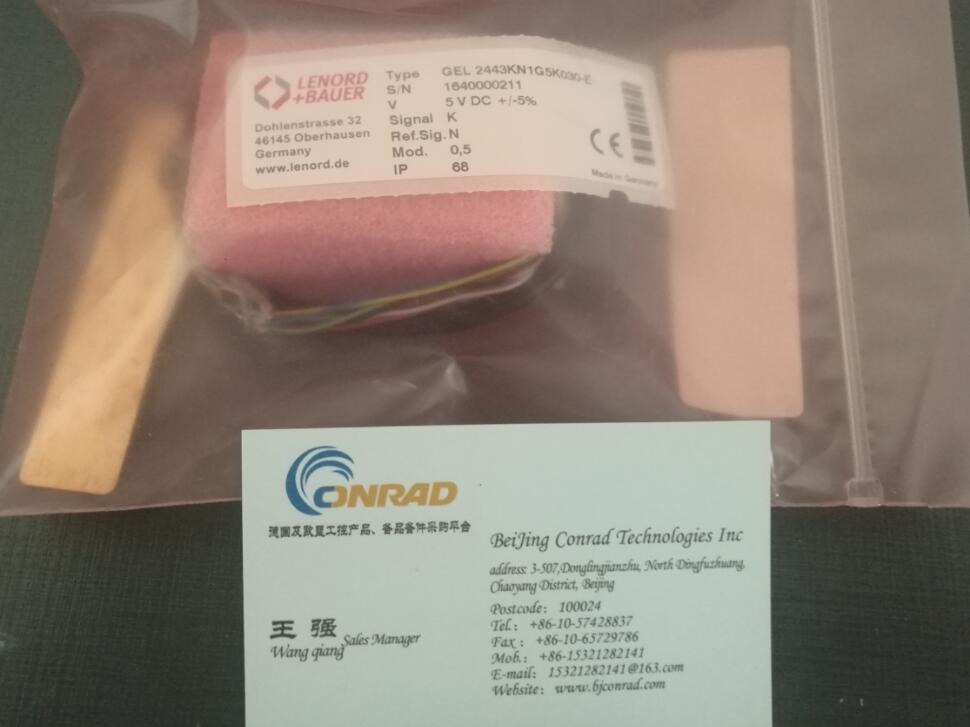 LENORD
+BAUER
Dohlenstrasse 32
46145 Oberhausen
Germany
www.lenord.de
Type GEL 2443KN1G5K030-E
S/N 1640000211
V 5 V DC +/-5%
Signal K
Ref.Sig. N
Mod. 0,5
IP 68
CE
Made in Germany
CONRAD
德国及欧盟工控产品、备品备件采购平台
王 强 Sales Manager
Wang qiang
BeiJing Conrad Technologies Inc
address: 3-507,Donglingjianzhu, North Dingfuzhuang,
Chaoyang District, Beijing
Postcode: 100024
Tel.: +86-10-57428837
Fax : +86-10-65729786
Mob.: +86-15321282141
E-mail: 15321282141@163.com
Website: www.bjconrad.com